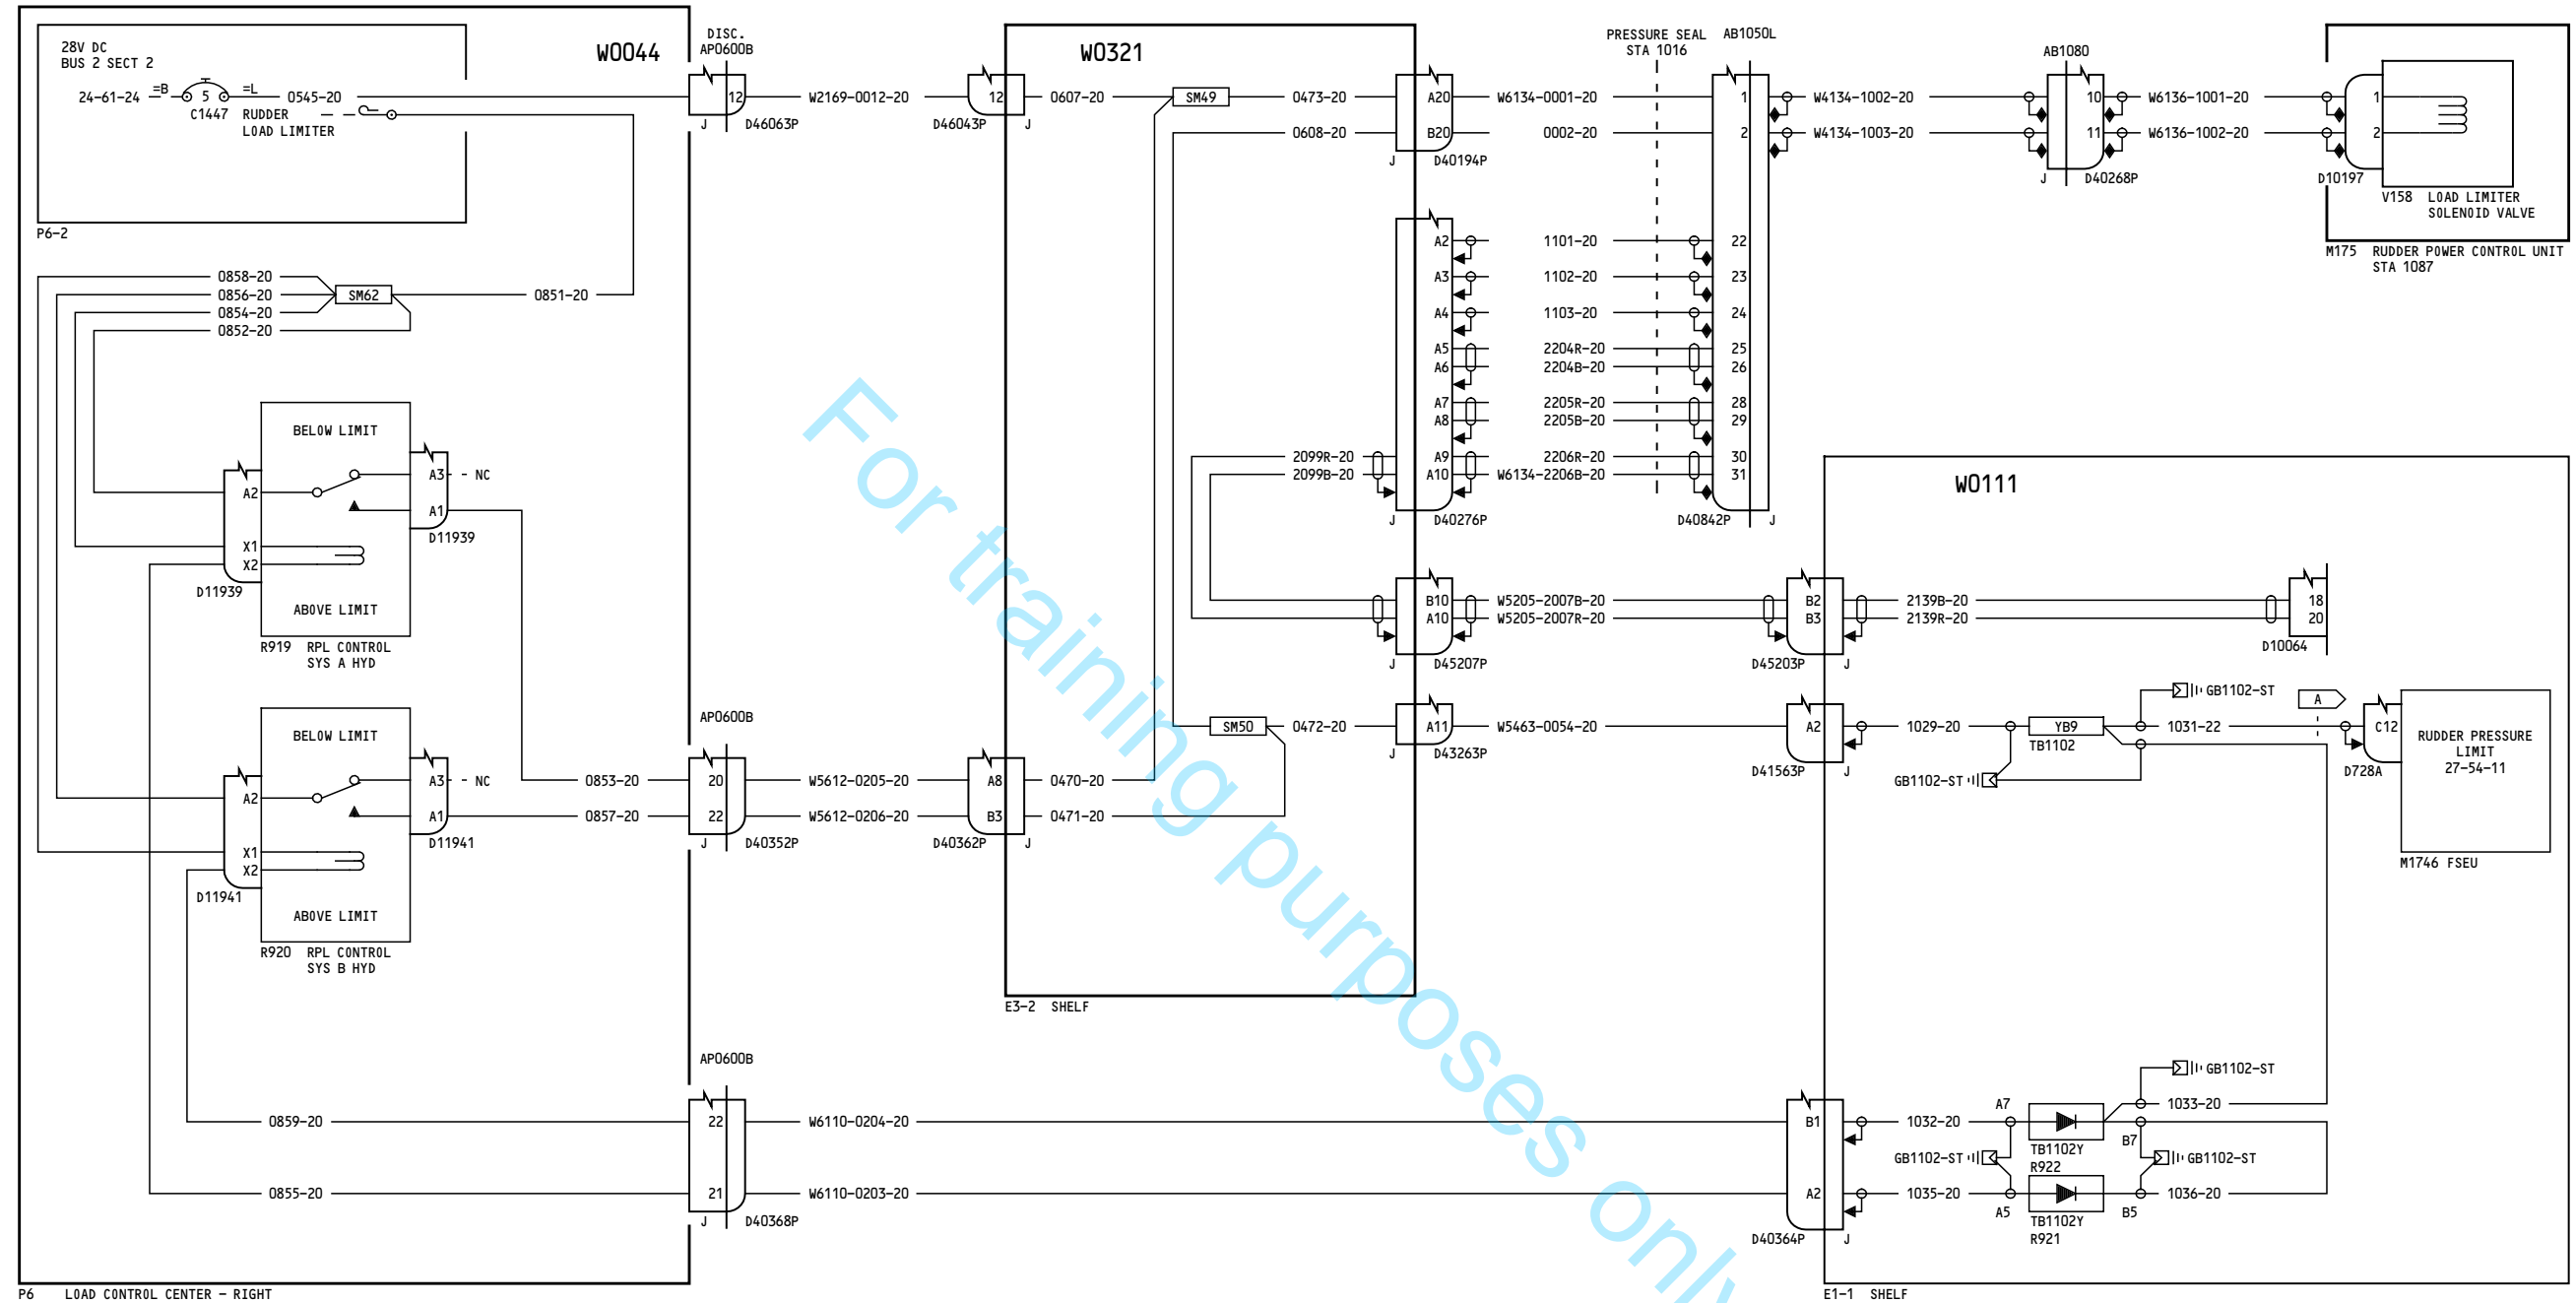 28V DC
BUS 2 SECT 2
24-61-24 =B 5 =L 0545-20
C1447 RUDDER
LOAD LIMITER
P6-2
W0044
DISC.
AP0600B
12
J D46063P
W2169-0012-20
12
D46043P J
W0321
0607-20 SM49 0473-20
0608-20
A20
B20
J D40194P
W6134-0001-20
0002-20
PRESSURE SEAL
STA 1016
AB1050L
1
2
W4134-1002-20
W4134-1003-20
AB1080
10
11
J D40268P
W6136-1001-20
W6136-1002-20
1
2
D10197
V158 LOAD LIMITER
SOLENOID VALVE
M175 RUDDER POWER CONTROL UNIT
STA 1087
0858-20
0856-20 SM62 0851-20
0854-20
0852-20
A2 1101-20 22
A3 1102-20 23
A4 1103-20 24
A5 2204R-20 25
A6 2204B-20 26
A7 2205R-20 28
A8 2205B-20 29
2099R-20 A9 2206R-20 30
2099B-20 A10 W6134-2206B-20 31
J D40276P
D40842P J
BELOW LIMIT
A2
A3 NC
A1
D11939
X1
X2
D11939
ABOVE LIMIT
R919 RPL CONTROL
SYS A HYD
W0111
B10 W5205-2007B-20 B2 2139B-20 18
A10 W5205-2007R-20 B3 2139R-20 20
J D45207P
D45203P J
D10064
BELOW LIMIT
A2
A3 NC
A1
D11941
X1
X2
D11941
ABOVE LIMIT
R920 RPL CONTROL
SYS B HYD
AP0600B
0853-20 20 W5612-0205-20 A8 0470-20
0857-20 22 W5612-0206-20 B3 0471-20
J D40352P
D40362P J
SM50 0472-20 A11 W5463-0054-20 A2 1029-20 YB9 1031-22 C12
J D43263P
D41563P J
TB1102
GB1102-ST
GB1102-ST
A
D728A
RUDDER PRESSURE
LIMIT
27-54-11
M1746 FSEU
E3-2 SHELF
AP0600B
0859-20 22 W6110-0204-20 B1 1032-20
0855-20 21 W6110-0203-20 A2 1035-20
J D40368P
D40364P J
GB1102-ST
A7 1033-20
TB1102Y B7
R922
GB1102-ST
GB1102-ST
1036-20
A5 TB1102Y B5
R921
P6 LOAD CONTROL CENTER - RIGHT
E1-1 SHELF
For training purposes only